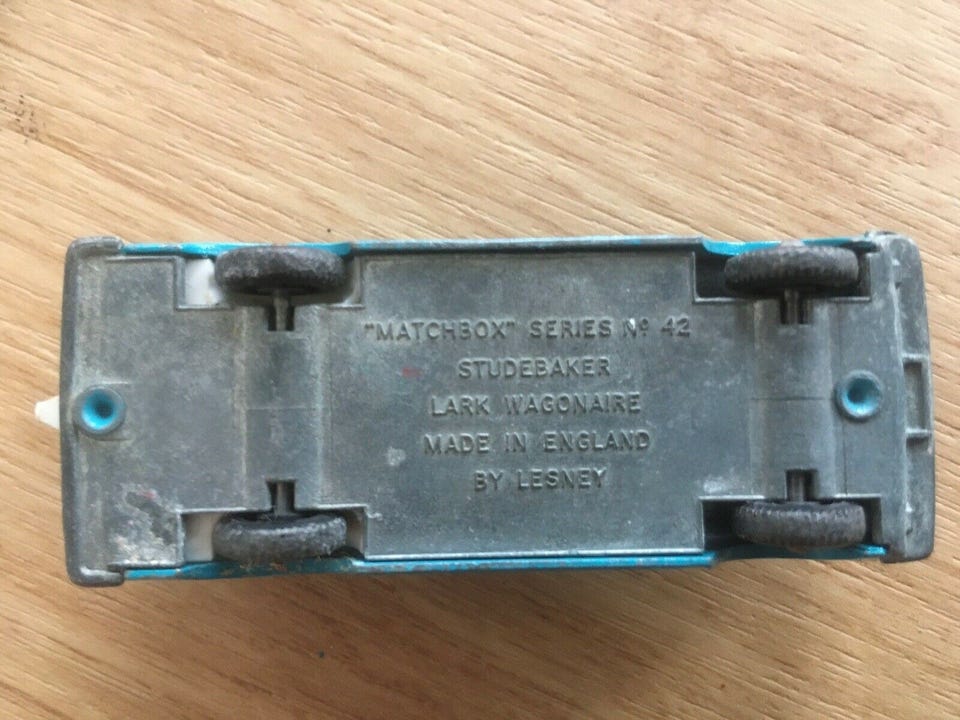 "MATCHBOX" SERIES Nº 42
STUDEBAKER
LARK WAGONAIRE
MADE IN ENGLAND
BY LESNEY